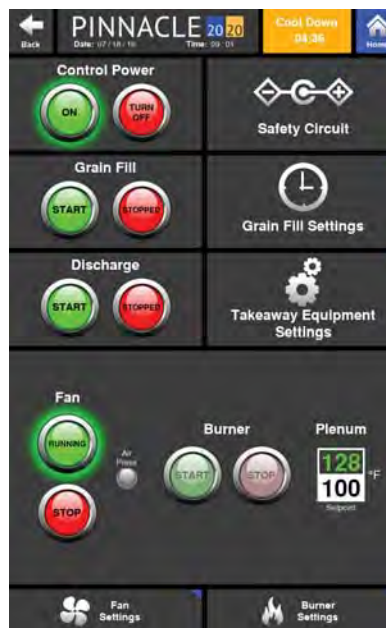 Back
PINNACLE 20 20
Date: 07/18/18 Time: 09:01
Cool Down
04:36
Home
Control Power
ON
TURN
OFF
Safety Circuit
Grain Fill
START
STOPPED
Grain Fill Settings
Discharge
START
STOPPED
Takeaway Equipment
Settings
Fan
RUNNING
STOP
Air
Press
Burner
START
STOP
Plenum
128
°F
100
Setpoint
Fan
Settings
Burner
Settings